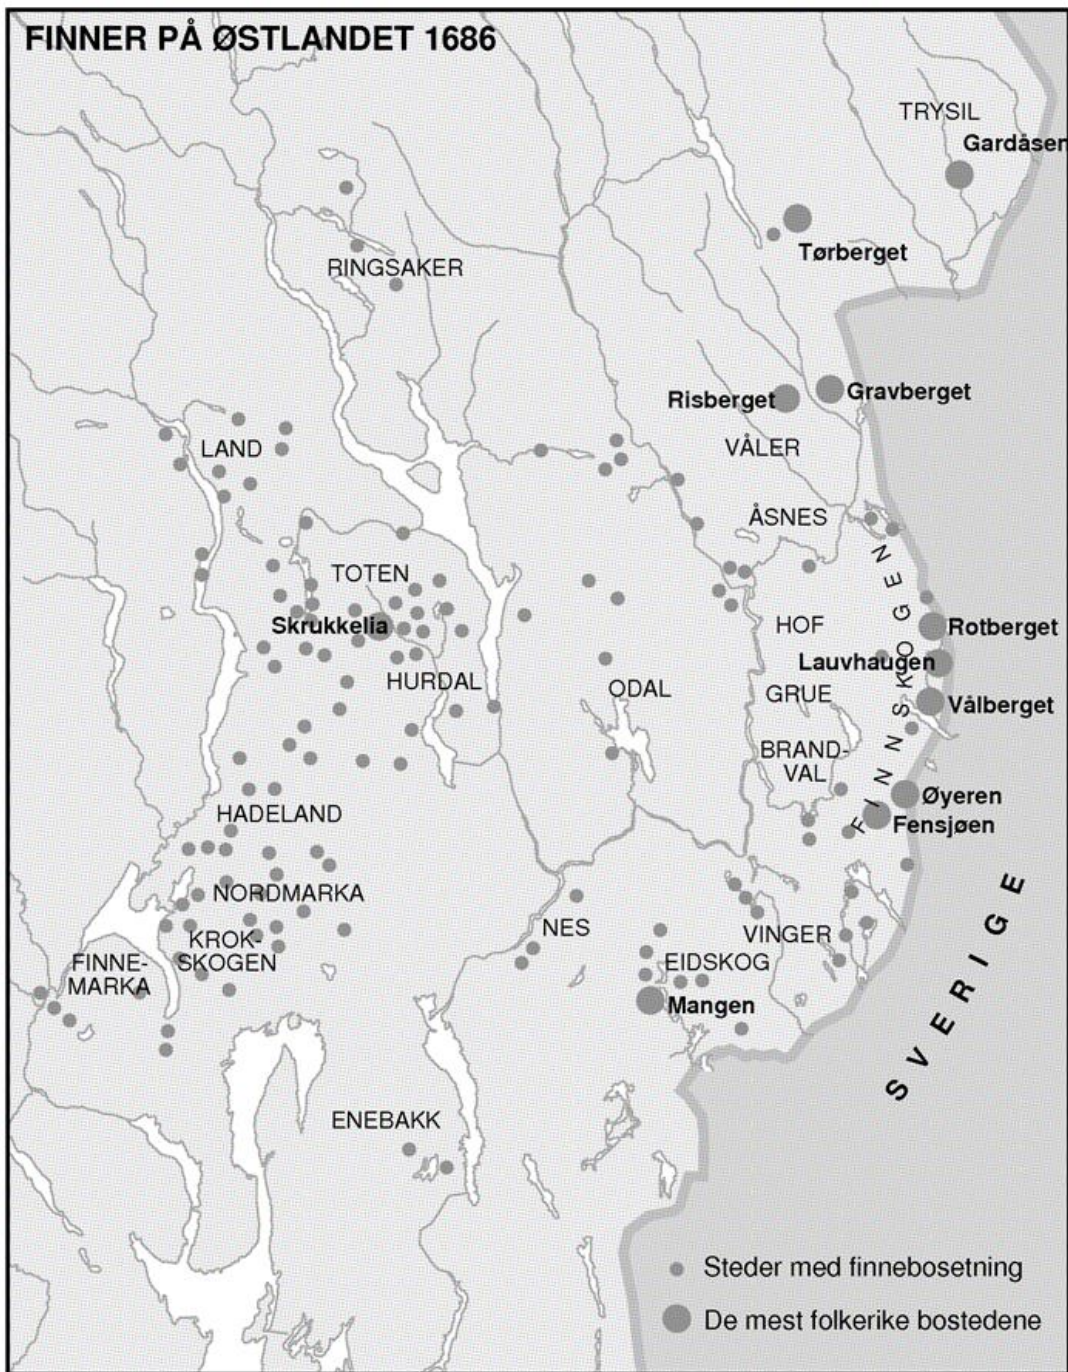 FINNER PÅ ØSTLANDET 1686
TRYSIL
Gardåsen
Tørberget
RINGSAKER
Risberget
Gravberget
VÅLER
LAND
ÅSNES
TOTEN
HOF
Skrukkelia
Rotberget
Lauvhaugen
HURDAL
ODAL
GRUE
Vålberget
BRAND-
VAL
FINNSKOGEN
Øyeren
Fensjøen
HADELAND
NORDMARKA
NES
VINGER
KROK-
SKOGEN
FINNE-
MARKA
EIDSKOG
Mangen
SVERIGE
ENEBAKK
Steder med finnebosetning
De mest folkerike bostedene